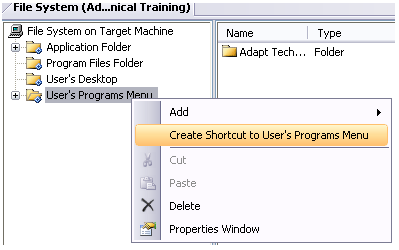 File System (Ad...nical Training)
File System on Target Machine
Application Folder
Program Files Folder
User's Desktop
User's Programs Menu
Name Type
Adapt Tech... Folder
Add
Create Shortcut to User's Programs Menu
Cut
Paste
Delete
Properties Window